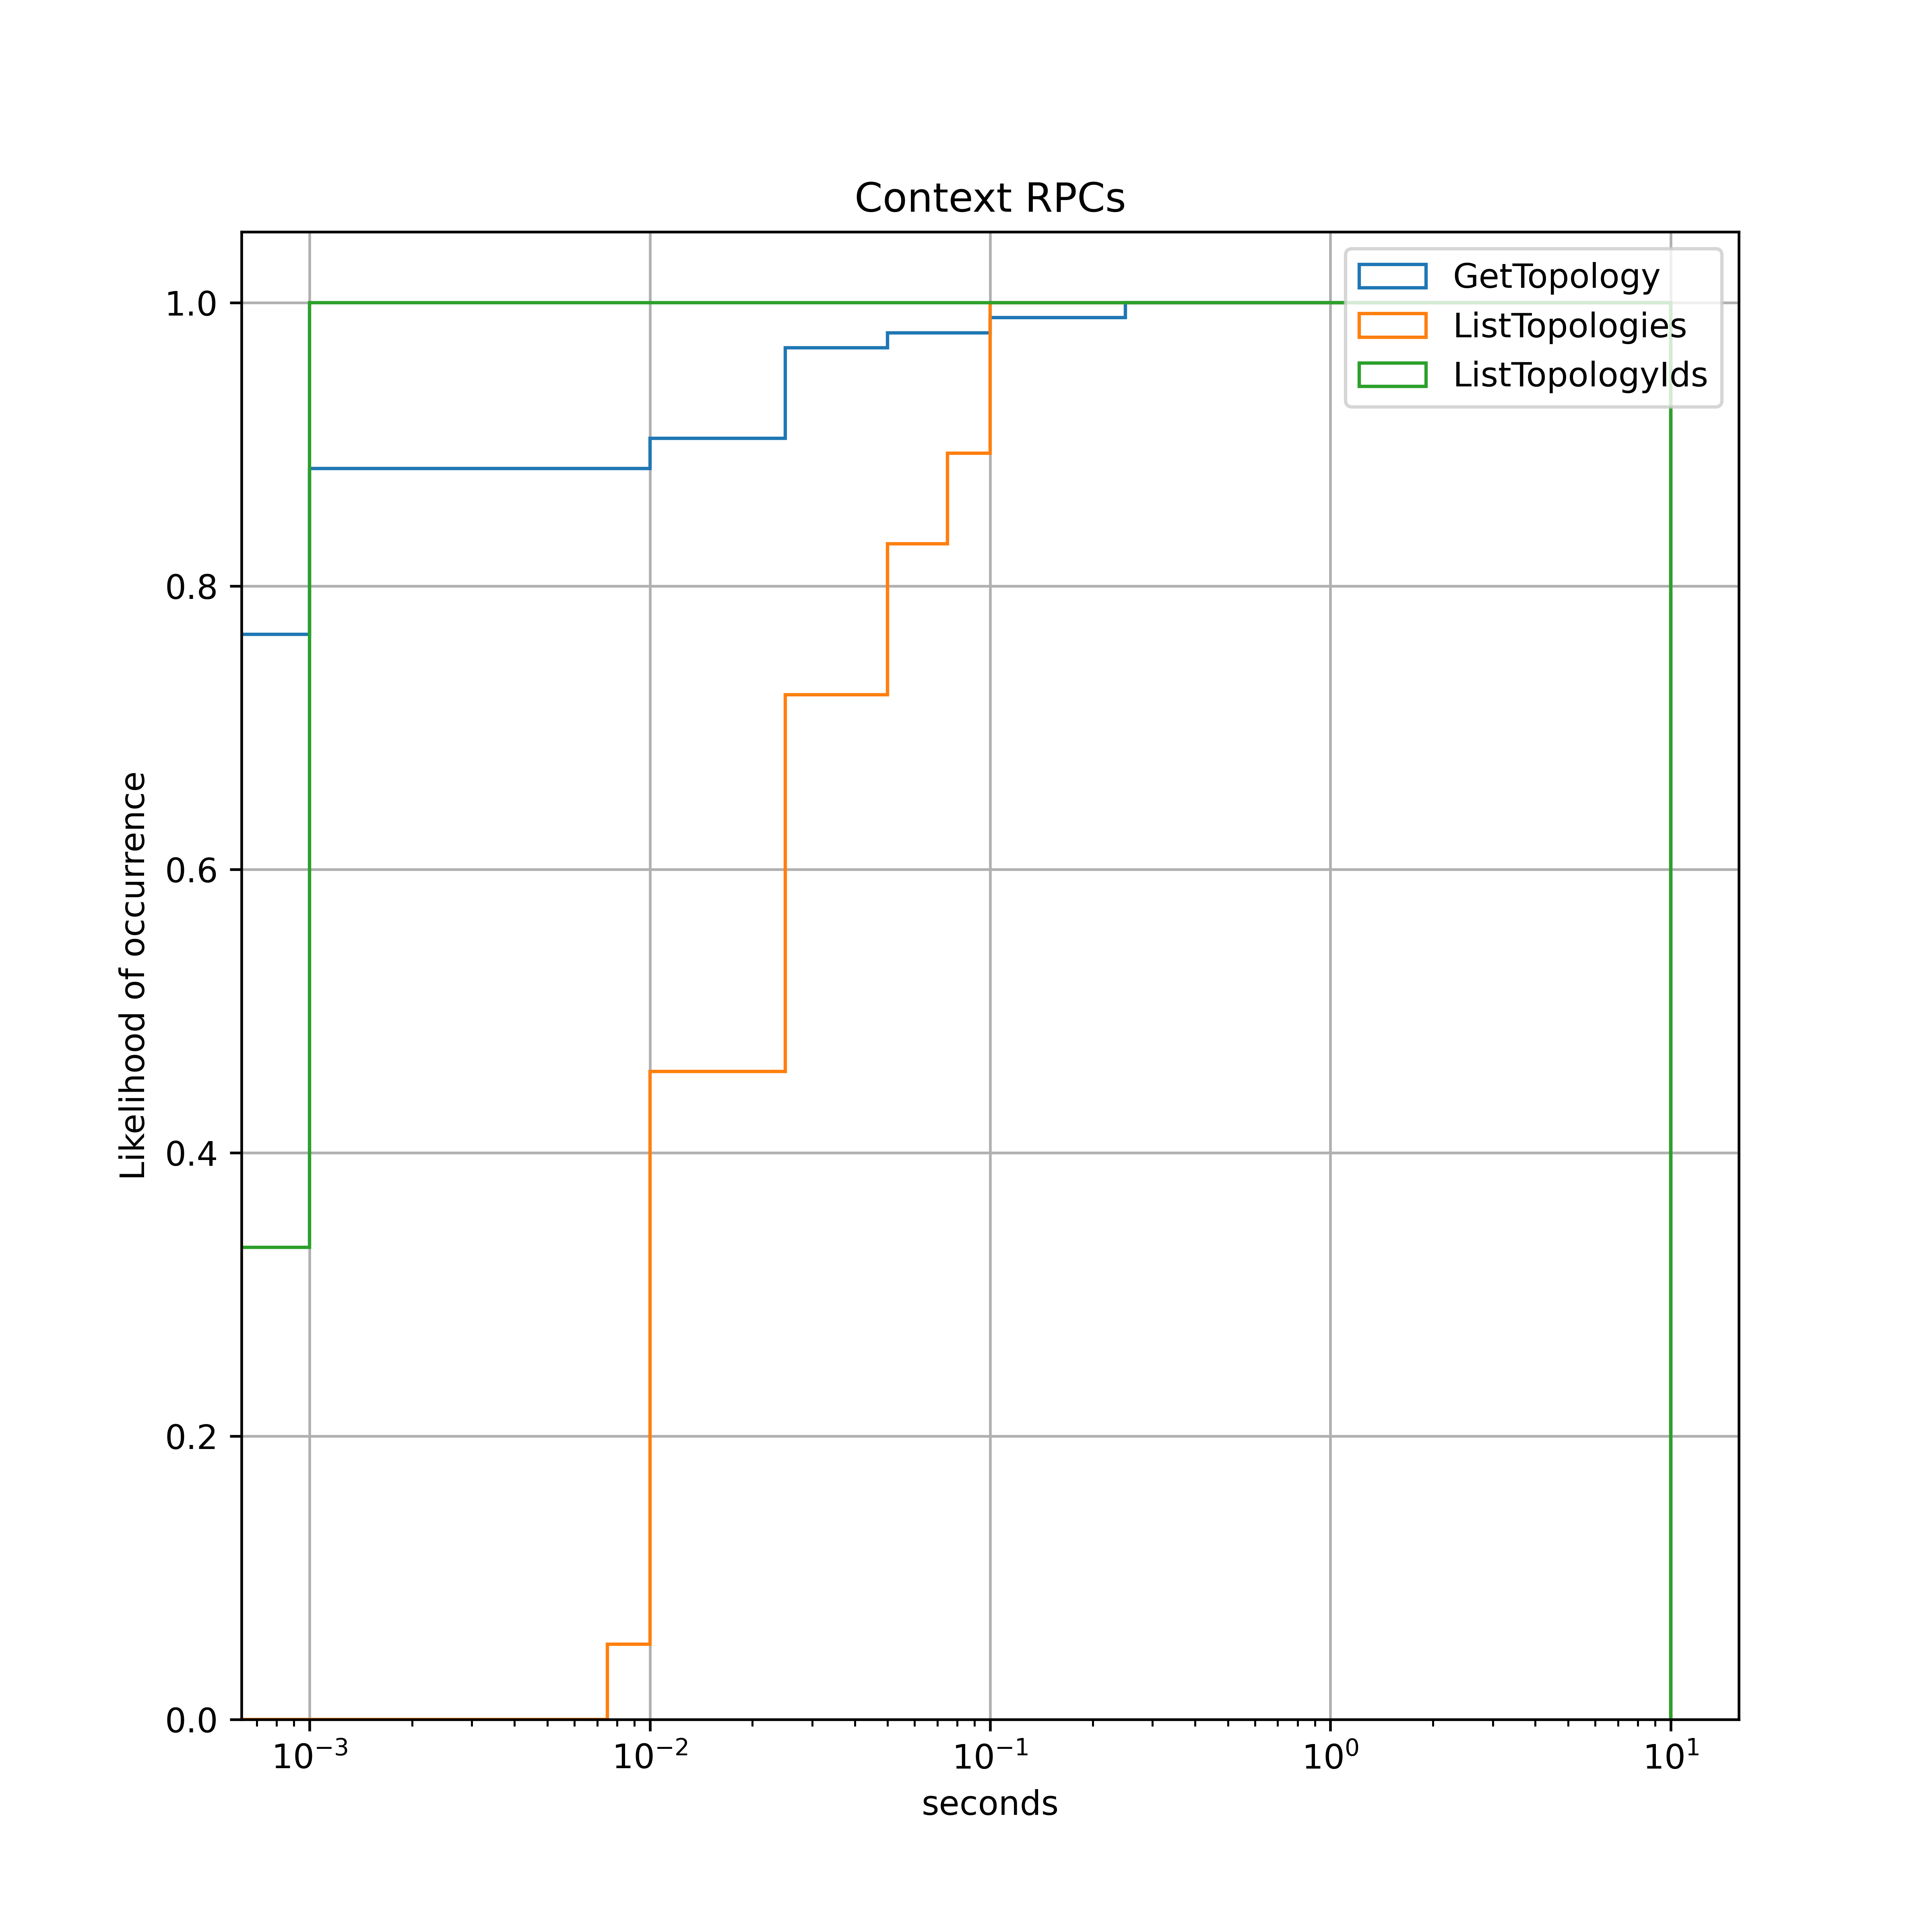 Context RPCs
GetTopology
ListTopologies
ListTopologyIds
1.0
0.8
0.6
0.4
0.2
0.0
Likelihood of occurrence
10⁻³ 10⁻² 10⁻¹ 10⁰ 10¹
seconds